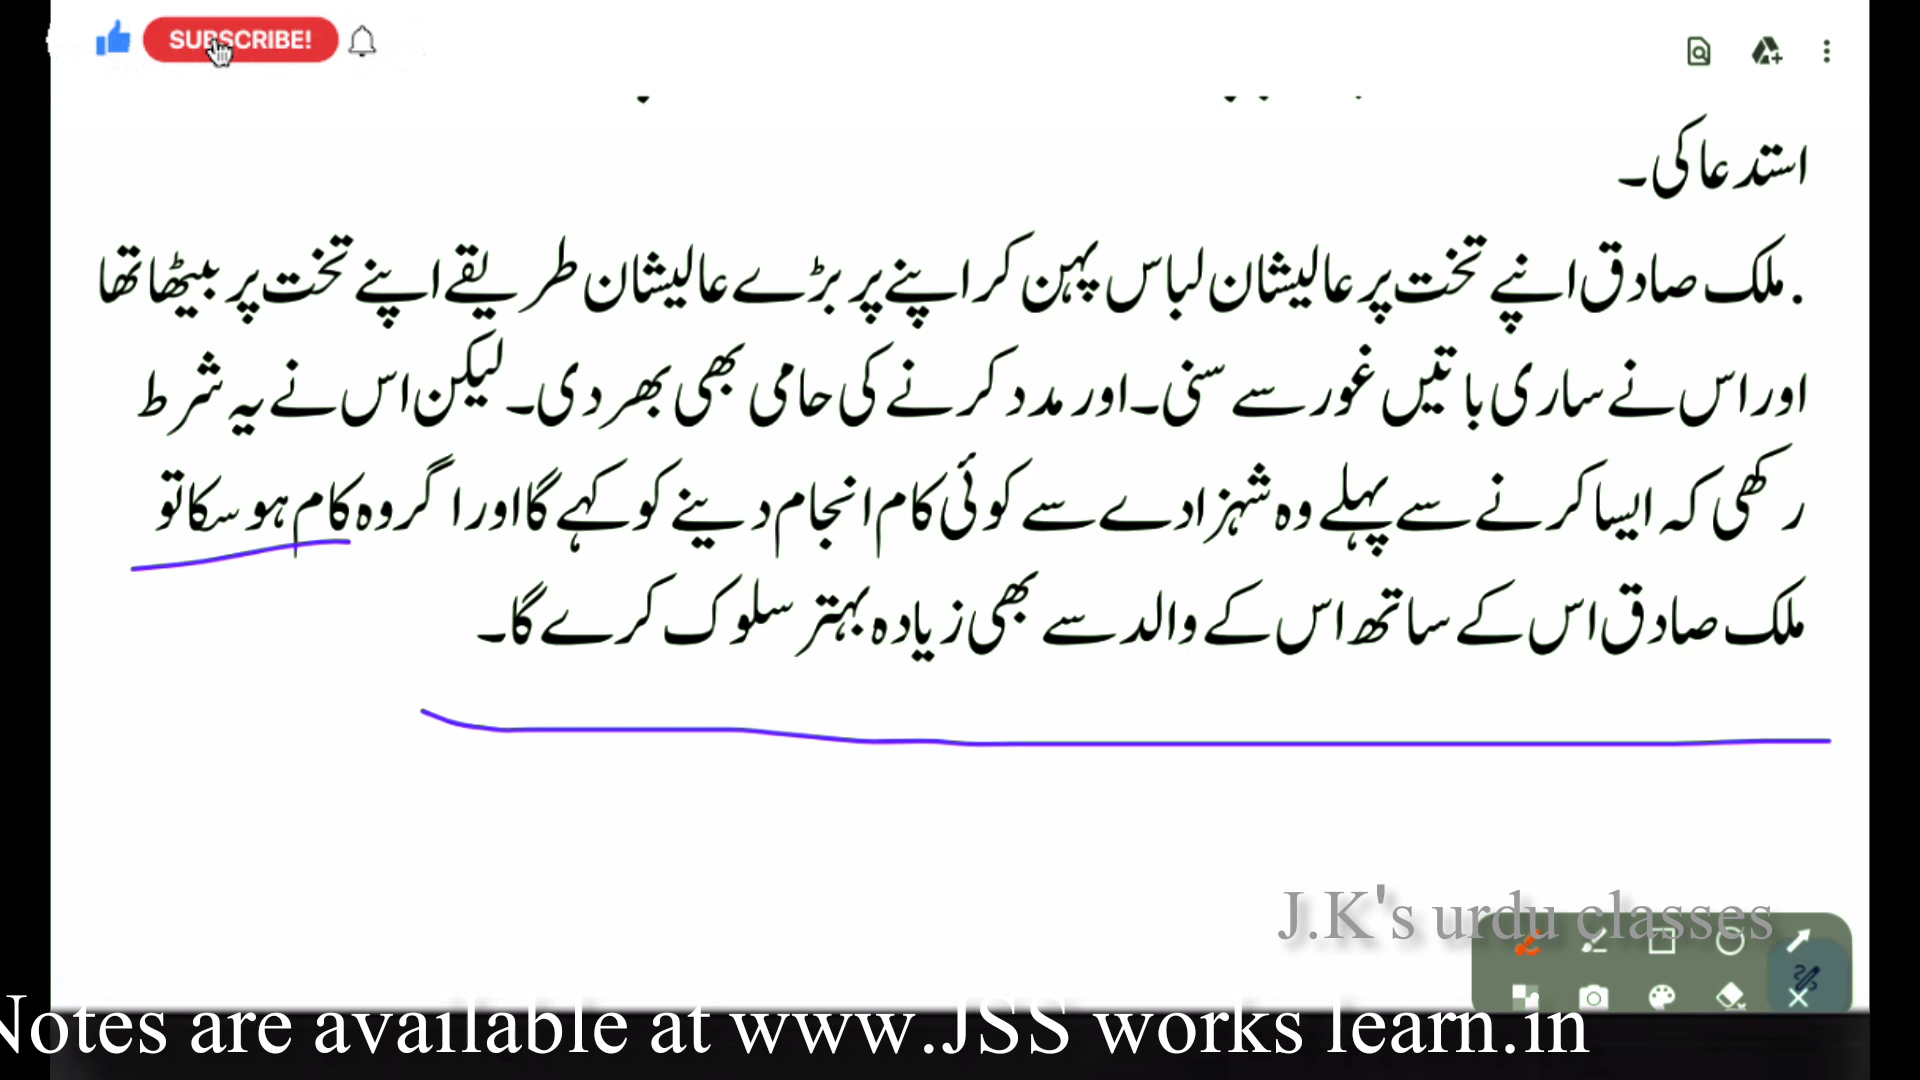 SUBSCRIBE!
استدعا کی۔
.ملک صادق اپنے تخت پر عالیشان لباس پہن کر اپنے پر بڑے عالیشان طریقے اپنے تخت پر بیٹھا تھا
اور اس نے ساری باتیں غور سے سنی۔ اور مدد کرنے کی حامی بھی بھر دی۔ لیکن اس نے یہ شرط
رکھی کہ ایسا کرنے سے پہلے وہ شہزادے سے کوئی کام انجام دینے کو کہے گا اور اگر وہ کام ہو سکا تو
ملک صادق اس کے ساتھ اس کے والد سے بھی زیادہ بہتر سلوک کرے گا۔
J.K's urdu classes
Notes are available at www.JSS works learn.in